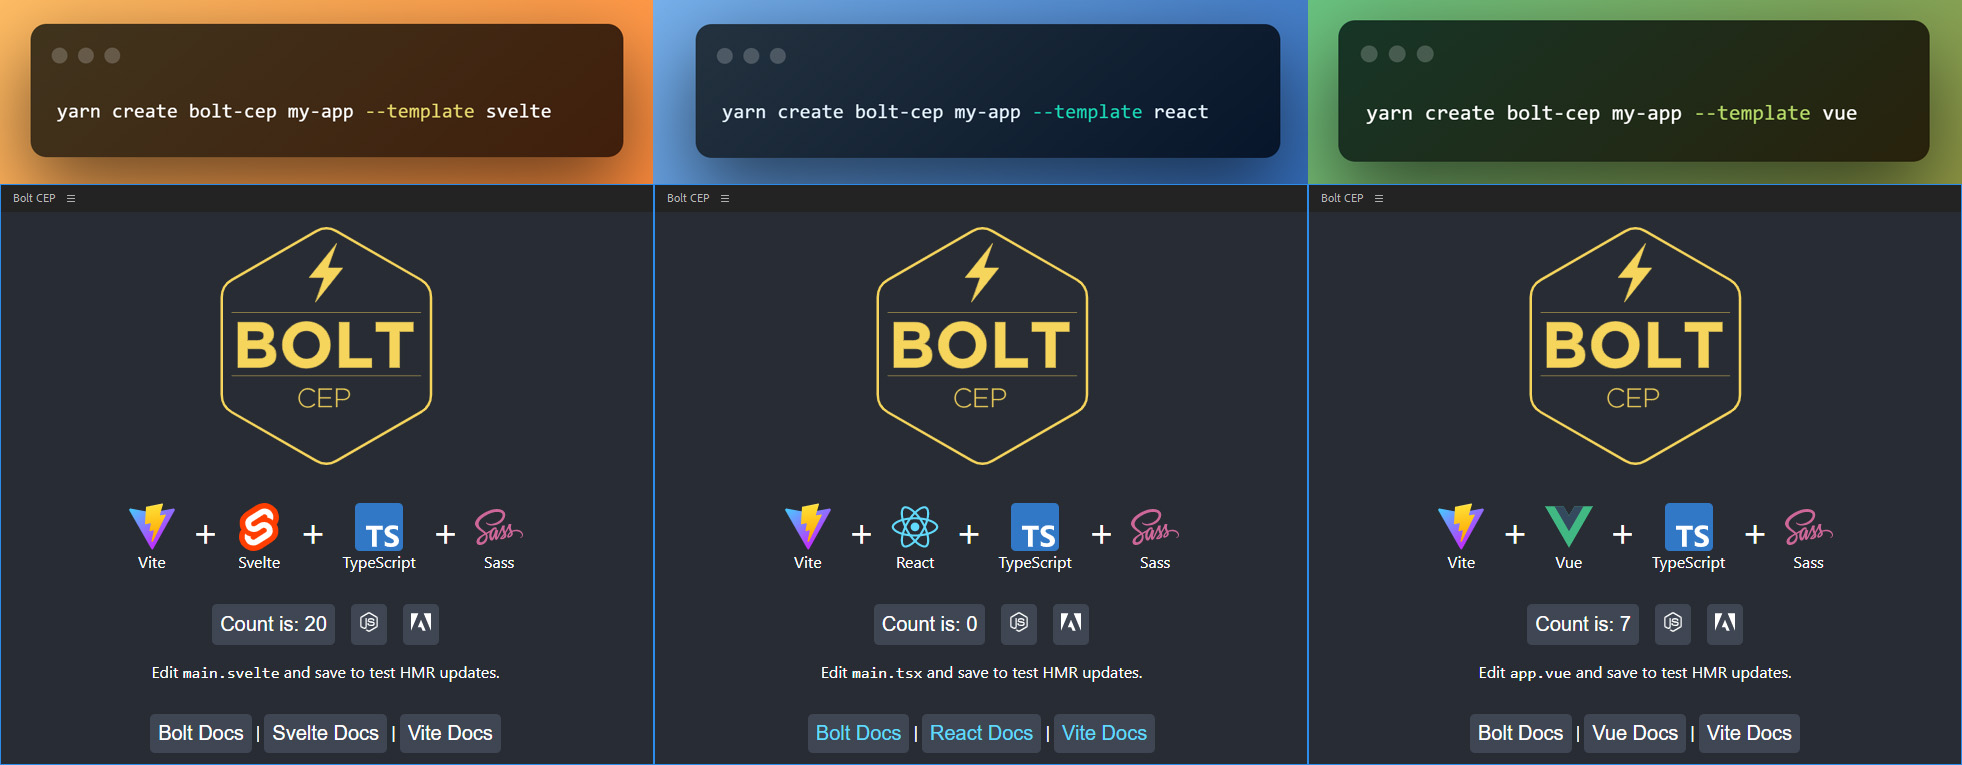 yarn create bolt-cep my-app --template svelte
Bolt CEP
BOLT
CEP
Vite + Svelte + TypeScript + Sass
Count is: 20
Edit main.svelte and save to test HMR updates.
Bolt Docs | Svelte Docs | Vite Docs
yarn create bolt-cep my-app --template react
Bolt CEP
BOLT
CEP
Vite + React + TypeScript + Sass
Count is: 0
Edit main.tsx and save to test HMR updates.
Bolt Docs | React Docs | Vite Docs
yarn create bolt-cep my-app --template vue
Bolt CEP
BOLT
CEP
Vite + Vue + TypeScript + Sass
Count is: 7
Edit app.vue and save to test HMR updates.
Bolt Docs | Vue Docs | Vite Docs